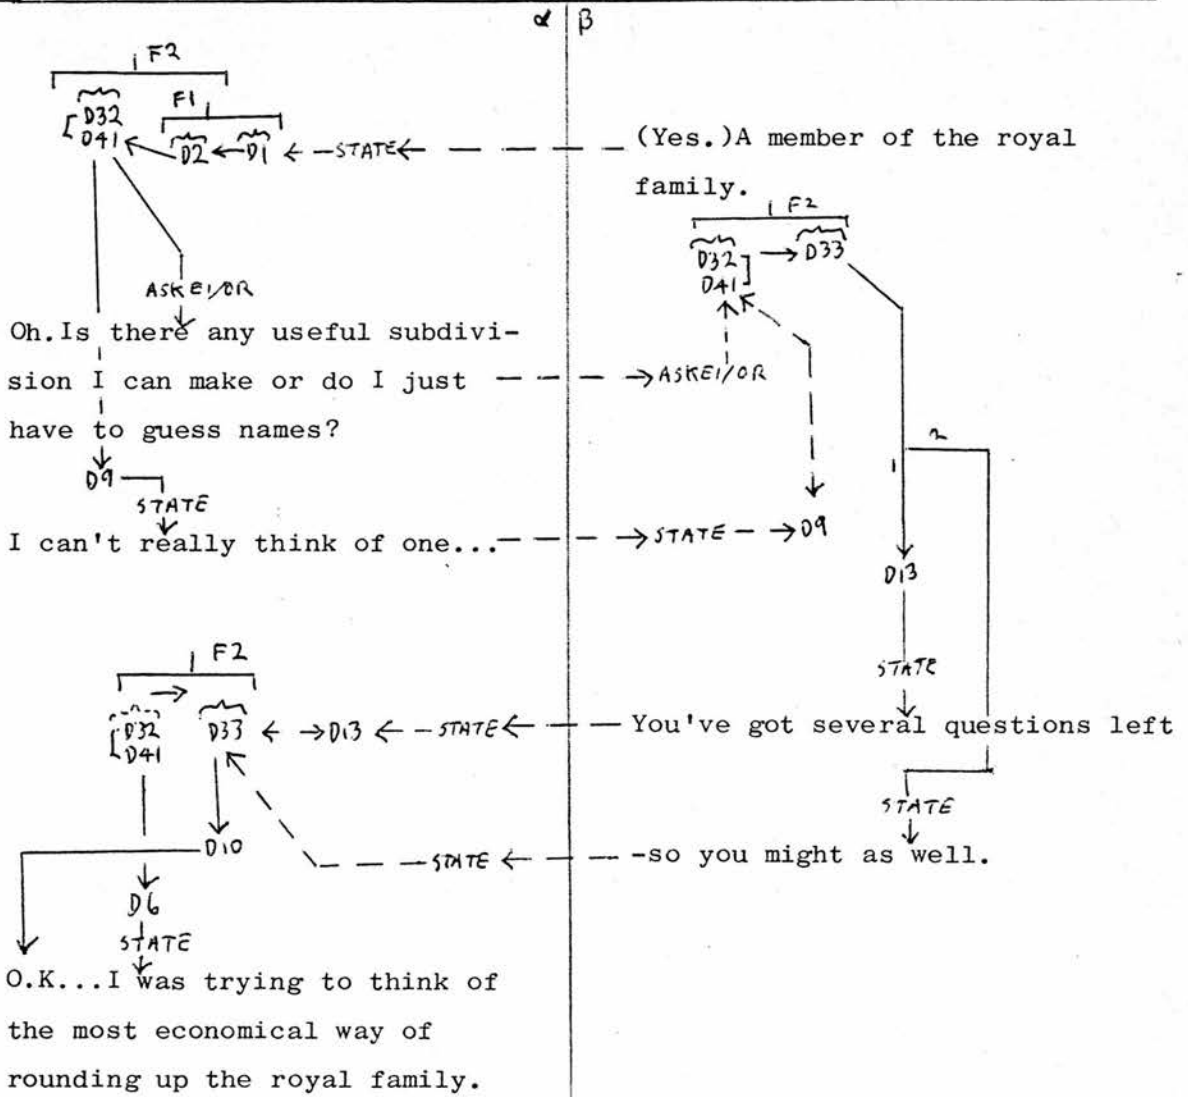 α β
F2
D32 F1
D41 D2 D1 STATE (Yes.)A member of the royal
family.
F2
D32 D33
D41
ASKEI/OR
Oh.Is there any useful subdivi-
sion I can make or do I just ASKEI/OR
have to guess names?
2
1
D9
STATE
I can't really think of one... STATE D9
D13
F2
STATE
D32 D33 D13 STATE You've got several questions left
D41
STATE
D10 STATE -so you might as well.
D6
STATE
O.K...I was trying to think of
the most economical way of
rounding up the royal family.